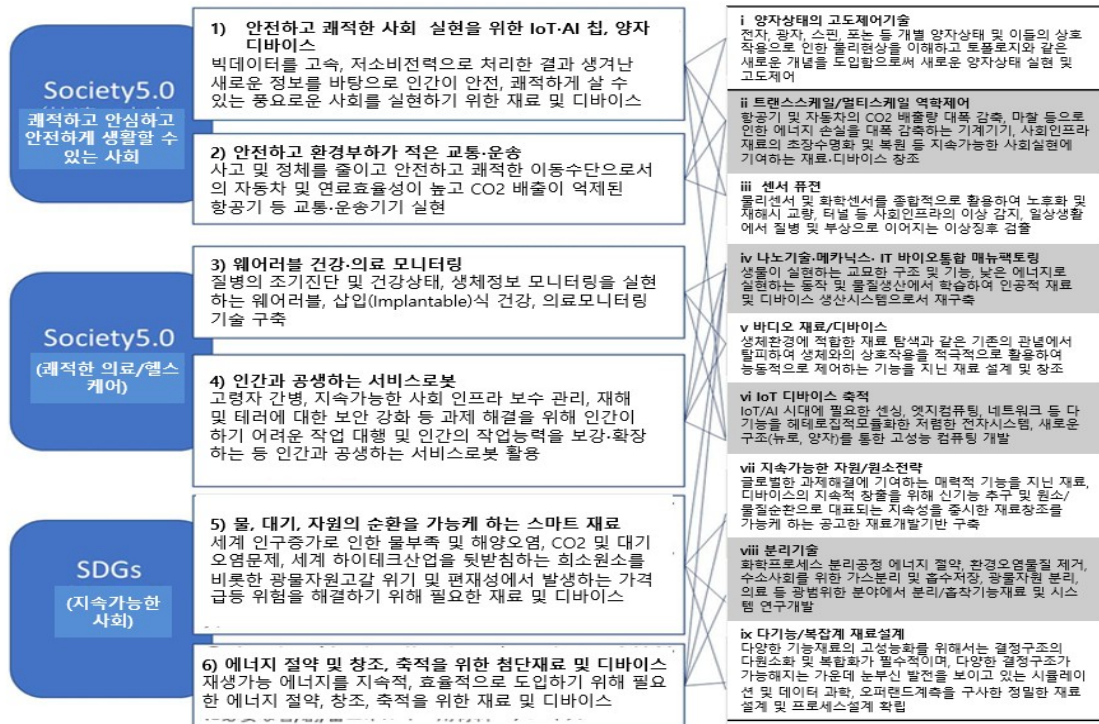 Society5.0
쾌적하고 안심하고
안전하게 생활할 수
있는 사회
1) 안전하고 쾌적한 사회 실현을 위한 IoT·AI 칩, 양자
디바이스
빅데이터를 고속, 저소비전력으로 처리한 결과 생겨난
새로운 정보를 바탕으로 인간이 안전, 쾌적하게 살 수
있는 풍요로운 사회를 실현하기 위한 재료 및 디바이스
2) 안전하고 환경부하가 적은 교통·운송
사고 및 정체를 줄이고 안전하고 쾌적한 이동수단으로서
의 자동차 및 연료효율성이 높고 CO2 배출이 억제된
항공기 등 교통·운송기기 실현
Society5.0
(쾌적한 의료/헬스
케어)
3) 웨어러블 건강·의료 모니터링
질병의 조기진단 및 건강상태, 생체정보 모니터링을 실현
하는 웨어러블, 삽입(Implantable)식 건강, 의료모니터링
기술 구축
4) 인간과 공생하는 서비스로봇
고령자 간병, 지속가능한 사회 인프라 보수 관리, 재해
및 테러에 대한 보안 강화 등 과제 해결을 위해 인간이
하기 어려운 작업 대행 및 인간의 작업능력을 보강·확장
하는 등 인간과 공생하는 서비스로봇 활용
SDGs
(지속가능한
사회)
5) 물, 대기, 자원의 순환을 가능케 하는 스마트 재료
세계 인구증가로 인한 물부족 및 해양오염, CO2 및 대기
오염문제, 세계 하이테크산업을 뒷받침하는 희소원소를
비롯한 광물자원고갈 위기 및 편재성에서 발생하는 가격
급등 위험을 해결하기 위해 필요한 재료 및 디바이스
6) 에너지 절약 및 창조, 축적을 위한 첨단재료 및 디바이스
재생가능 에너지를 지속적, 효율적으로 도입하기 위해 필요
한 에너지 절약, 창조, 축적을 위한 재료 및 디바이스
i 양자상태의 고도제어기술
전자, 광자, 스핀, 포논 등 개별 양자상태 및 이들의 상호
작용으로 인한 물리현상을 이해하고 토폴로지와 같은
새로운 개념을 도입함으로써 새로운 양자상태 실현 및
고도제어
ii 트랜스스케일/멀티스케일 역학제어
항공기 및 자동차의 CO2 배출량 대폭 감축, 마찰 등으로
인한 에너지 손실을 대폭 감축하는 기계기기, 사회인프라
재료의 초장수명화 및 복원 등 지속가능한 사회실현에
기여하는 재료·디바이스 창조
iii 센서 퓨젼
물리센서 및 화학센서를 종합적으로 활용하여 노후화 및
재해시 교량, 터널 등 사회인프라의 이상 감지, 일상생활
에서 질병 및 부상으로 이어지는 이상징후 검출
iv 나노기술·메카닉스· IT 바이오통합 매뉴팩토링
생물이 실현하는 교묘한 구조 및 기능, 낮은 에너지로
실현하는 동작 및 물질생산에서 학습하여 인공적 재료
및 디바이스 생산시스템으로서 재구축
v 바디오 재료/디바이스
생체환경에 적합한 재료 탐색과 같은 기존의 관념에서
탈피하여 생체와의 상호작용을 적극적으로 활용하여
능동적으로 제어하는 기능을 지닌 재료 설계 및 창조
vi IoT 디바이스 축적
IoT/AI 시대에 필요한 센싱, 엣지컴퓨팅, 네트워크 등 다
기능을 헤테로집적모듈화한 저렴한 전자시스템, 새로운
구조(뉴로, 양자)를 통한 고성능 컴퓨팅 개발
vii 지속가능한 자원/원소전략
글로벌한 과제해결에 기여하는 매력적 기능을 지닌 재료,
디바이스의 지속적 창출을 위해 신기능 추구 및 원소/
물질순환으로 대표되는 지속성을 중시한 재료창조를
가능케 하는 공고한 재료개발기반 구축
viii 분리기술
화학프로세스 분리공정 에너지 절약, 환경오염물질 제거,
수소사회를 위한 가스분리 및 흡수저장, 광물자원 분리,
의료 등 광범위한 분야에서 분리/흡착기능재료 및 시스
템 연구개발
ix 다기능/복잡계 재료설계
다양한 기능재료의 고성능화를 위해서는 결정구조의
다원소화 및 복합화가 필수적이며, 다양한 결정구조가
가능해지는 가운데 눈부신 발전을 보이고 있는 시뮬레이
션 및 데이터 과학, 오퍼랜드계측을 구사한 정밀한 재료
설계 및 프로세스설계 확립